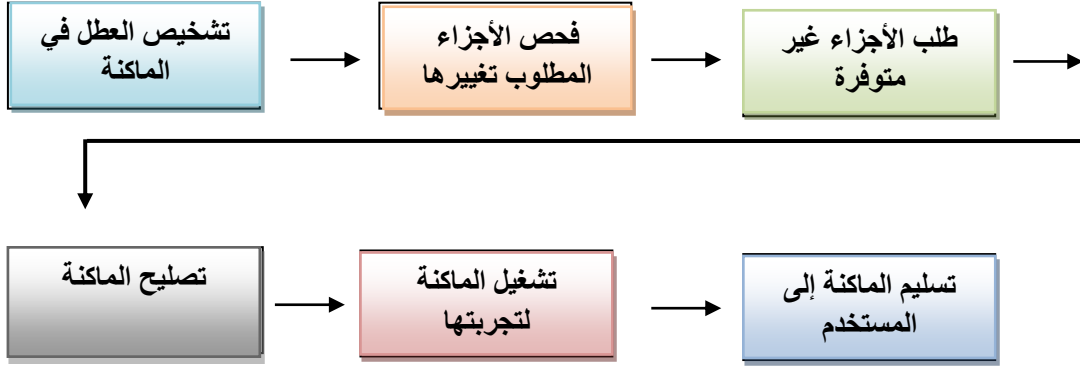 تشخيص العطل في
الماكنة
فحص الأجزاء
المطلوب تغييرها
طلب الأجزاء غير
متوفرة
تصليح الماكنة
تشغيل الماكنة
لتجربتها
تسليم الماكنة إلى
المستخدم